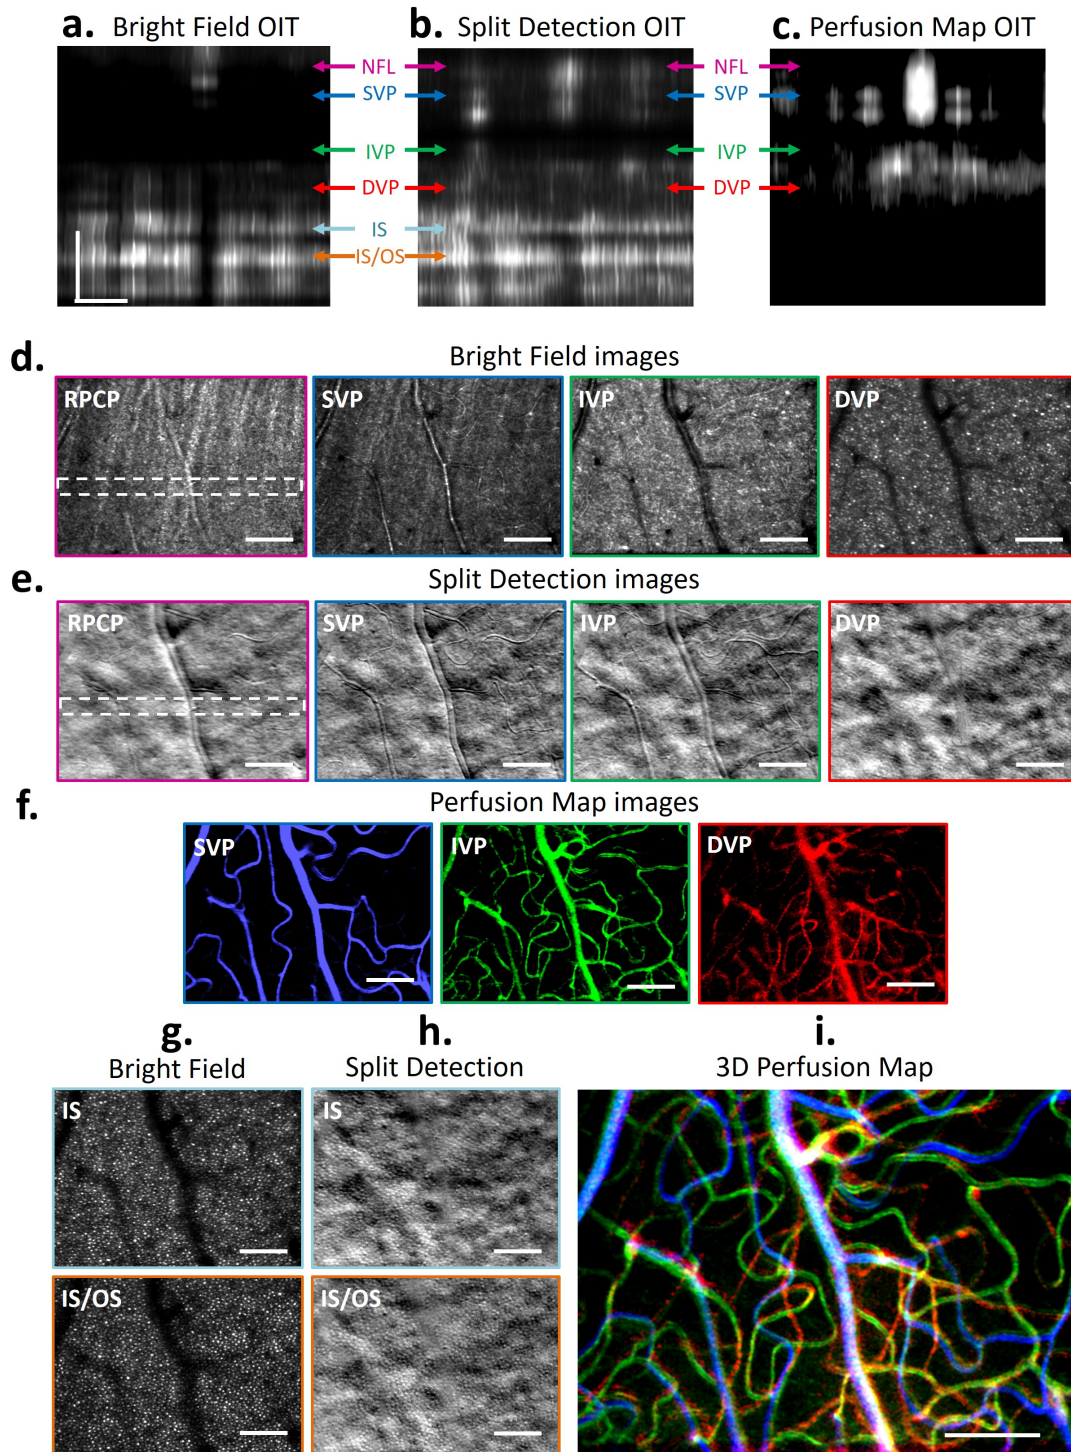 a. Bright Field OIT
b. Split Detection OIT
c. Perfusion Map OIT
NFL
SVP
IVP
DVP
IS
IS/OS
NFL
SVP
IVP
DVP
d.
Bright Field images
RPCP
SVP
IVP
DVP
e.
Split Detection images
RPCP
SVP
IVP
DVP
f.
Perfusion Map images
SVP
IVP
DVP
g.
Bright Field
h.
Split Detection
i.
3D Perfusion Map
IS
IS
IS/OS
IS/OS